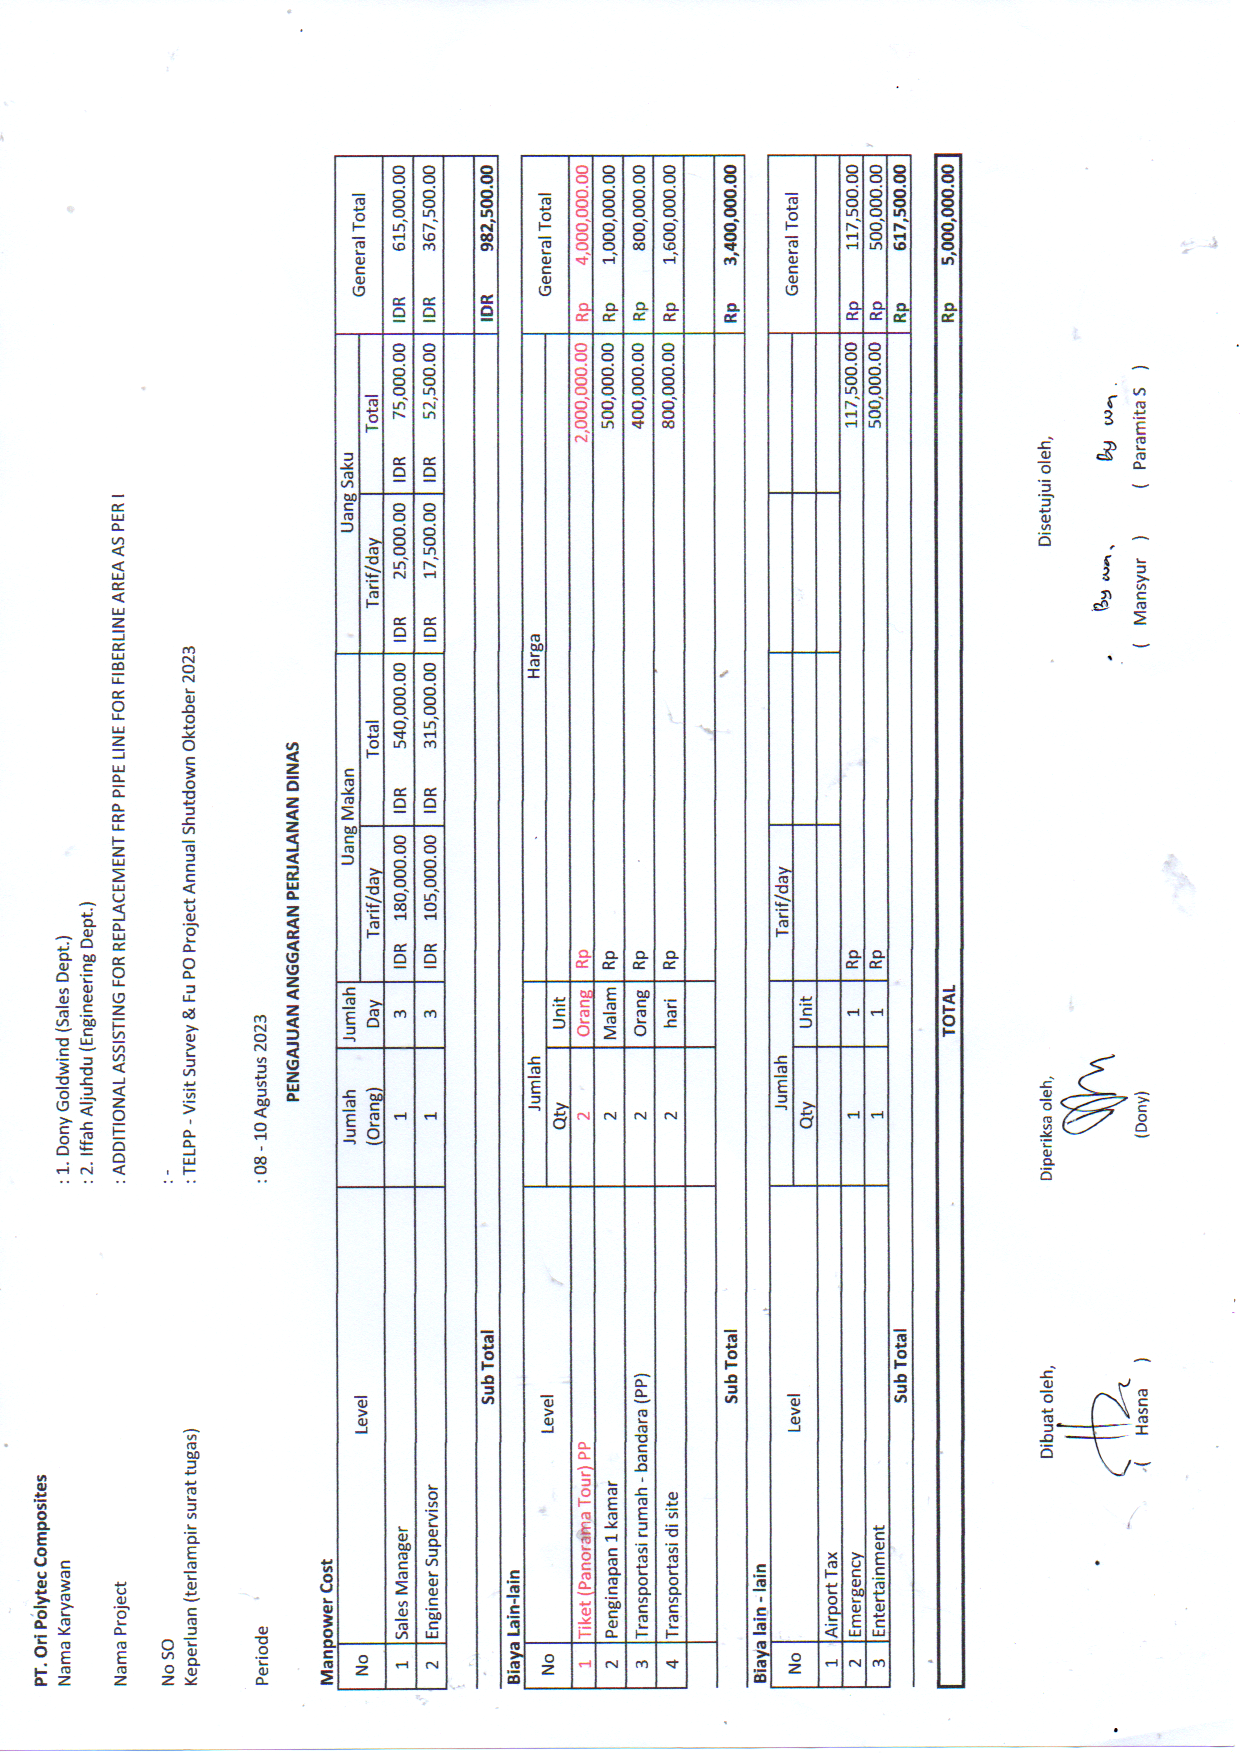 PT. Ori Polytec Composites
Nama Karyawan : 1. Dony Goldwind (Sales Dept.)
: 2. Iffah Aljuhdu (Engineering Dept.)
Nama Project : ADDITIONAL ASSISTING FOR REPLACEMENT FRP PIPE LINE FOR FIBERLINE AREA AS PER I
No SO : -
Keperluan (terlampir surat tugas) : TELPP - Visit Survey & Fu PO Project Annual Shutdown Oktober 2023
Periode : 08 - 10 Agustus 2023
PENGAJUAN ANGGARAN PERJALANAN DINAS
Manpower Cost
No Level Jumlah (Orang) Jumlah Day Uang Makan Uang Saku General Total
Tarif/day Total Tarif/day Total
1 Sales Manager 1 3 IDR 180,000.00 IDR 540,000.00 IDR 25,000.00 IDR 75,000.00 IDR 615,000.00
2 Engineer Supervisor 1 3 IDR 105,000.00 IDR 315,000.00 IDR 17,500.00 IDR 52,500.00 IDR 367,500.00
Sub Total IDR 982,500.00
Biaya Lain-lain
No Level Jumlah Harga General Total
Qty Unit
1 Tiket (Panorama Tour) PP 2 Orang Rp 2,000,000.00 Rp 4,000,000.00
2 Penginapan 1 kamar 2 Malam Rp 500,000.00 Rp 1,000,000.00
3 Transportasi rumah - bandara (PP) 2 Orang Rp 400,000.00 Rp 800,000.00
4 Transportasi di site 2 hari Rp 800,000.00 Rp 1,600,000.00
Sub Total Rp 3,400,000.00
Biaya lain - lain
No Level Jumlah Tarif/day General Total
Qty Unit
1 Airport Tax
2 Emergency 1 1 Rp 117,500.00 Rp 117,500.00
3 Entertainment 1 1 Rp 500,000.00 Rp 500,000.00
Sub Total Rp 617,500.00
TOTAL Rp 5,000,000.00
Dibuat oleh, Diperiksa oleh, Disetujui oleh,
By wa. By wa.
( Hasna ) (Dony) ( Mansyur ) ( Paramita S )